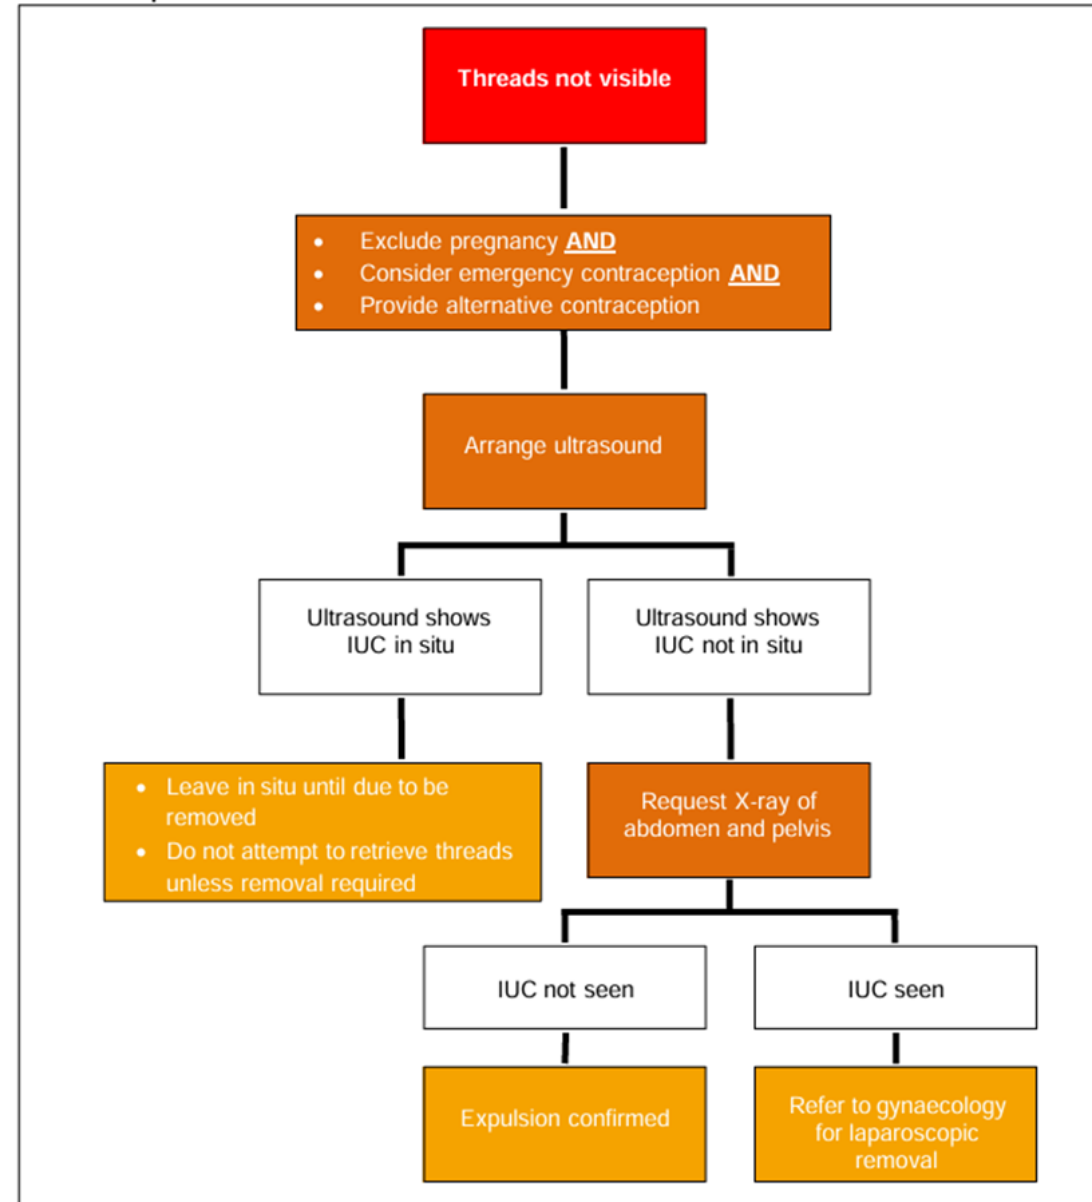 Threads not visible
• Exclude pregnancy AND
• Consider emergency contraception AND
• Provide alternative contraception
Arrange ultrasound
Ultrasound shows
IUC in situ
Ultrasound shows
IUC not in situ
• Leave in situ until due to be
removed
• Do not attempt to retrieve threads
unless removal required
Request X-ray of
abdomen and pelvis
IUC not seen
IUC seen
Expulsion confirmed
Refer to gynaecology
for laparoscopic
removal